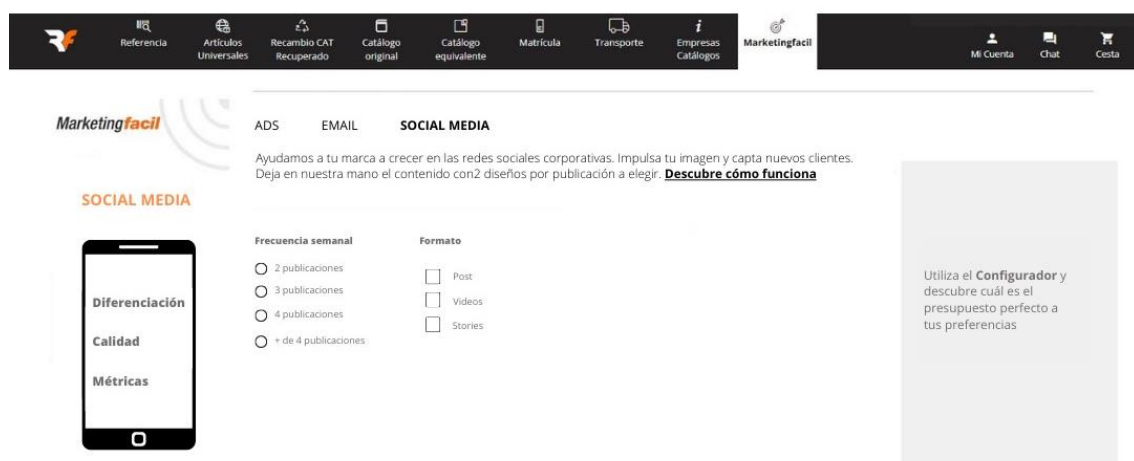 Referencia
Artículos
Universales
Recambio CAT
Recuperado
Catálogo
original
Catálogo
equivalente
Matrícula
Transporte
Empresas
Catálogos
Marketingfacil
Mi Cuenta
Chat
Cesta
Marketingfacil
ADS EMAIL SOCIAL MEDIA
Ayudamos a tu marca a crecer en las redes sociales corporativas. Impulsa tu imagen y capta nuevos clientes.
Deja en nuestra mano el contenido con2 diseños por publicación a elegir. Descubre cómo funciona
SOCIAL MEDIA
Diferenciación
Calidad
Métricas
Frecuencia semanal
2 publicaciones
3 publicaciones
4 publicaciones
+ de 4 publicaciones
Formato
Post
Videos
Stories
Utiliza el Configurador y
descubre cuál es el
presupuesto perfecto a
tus preferencias